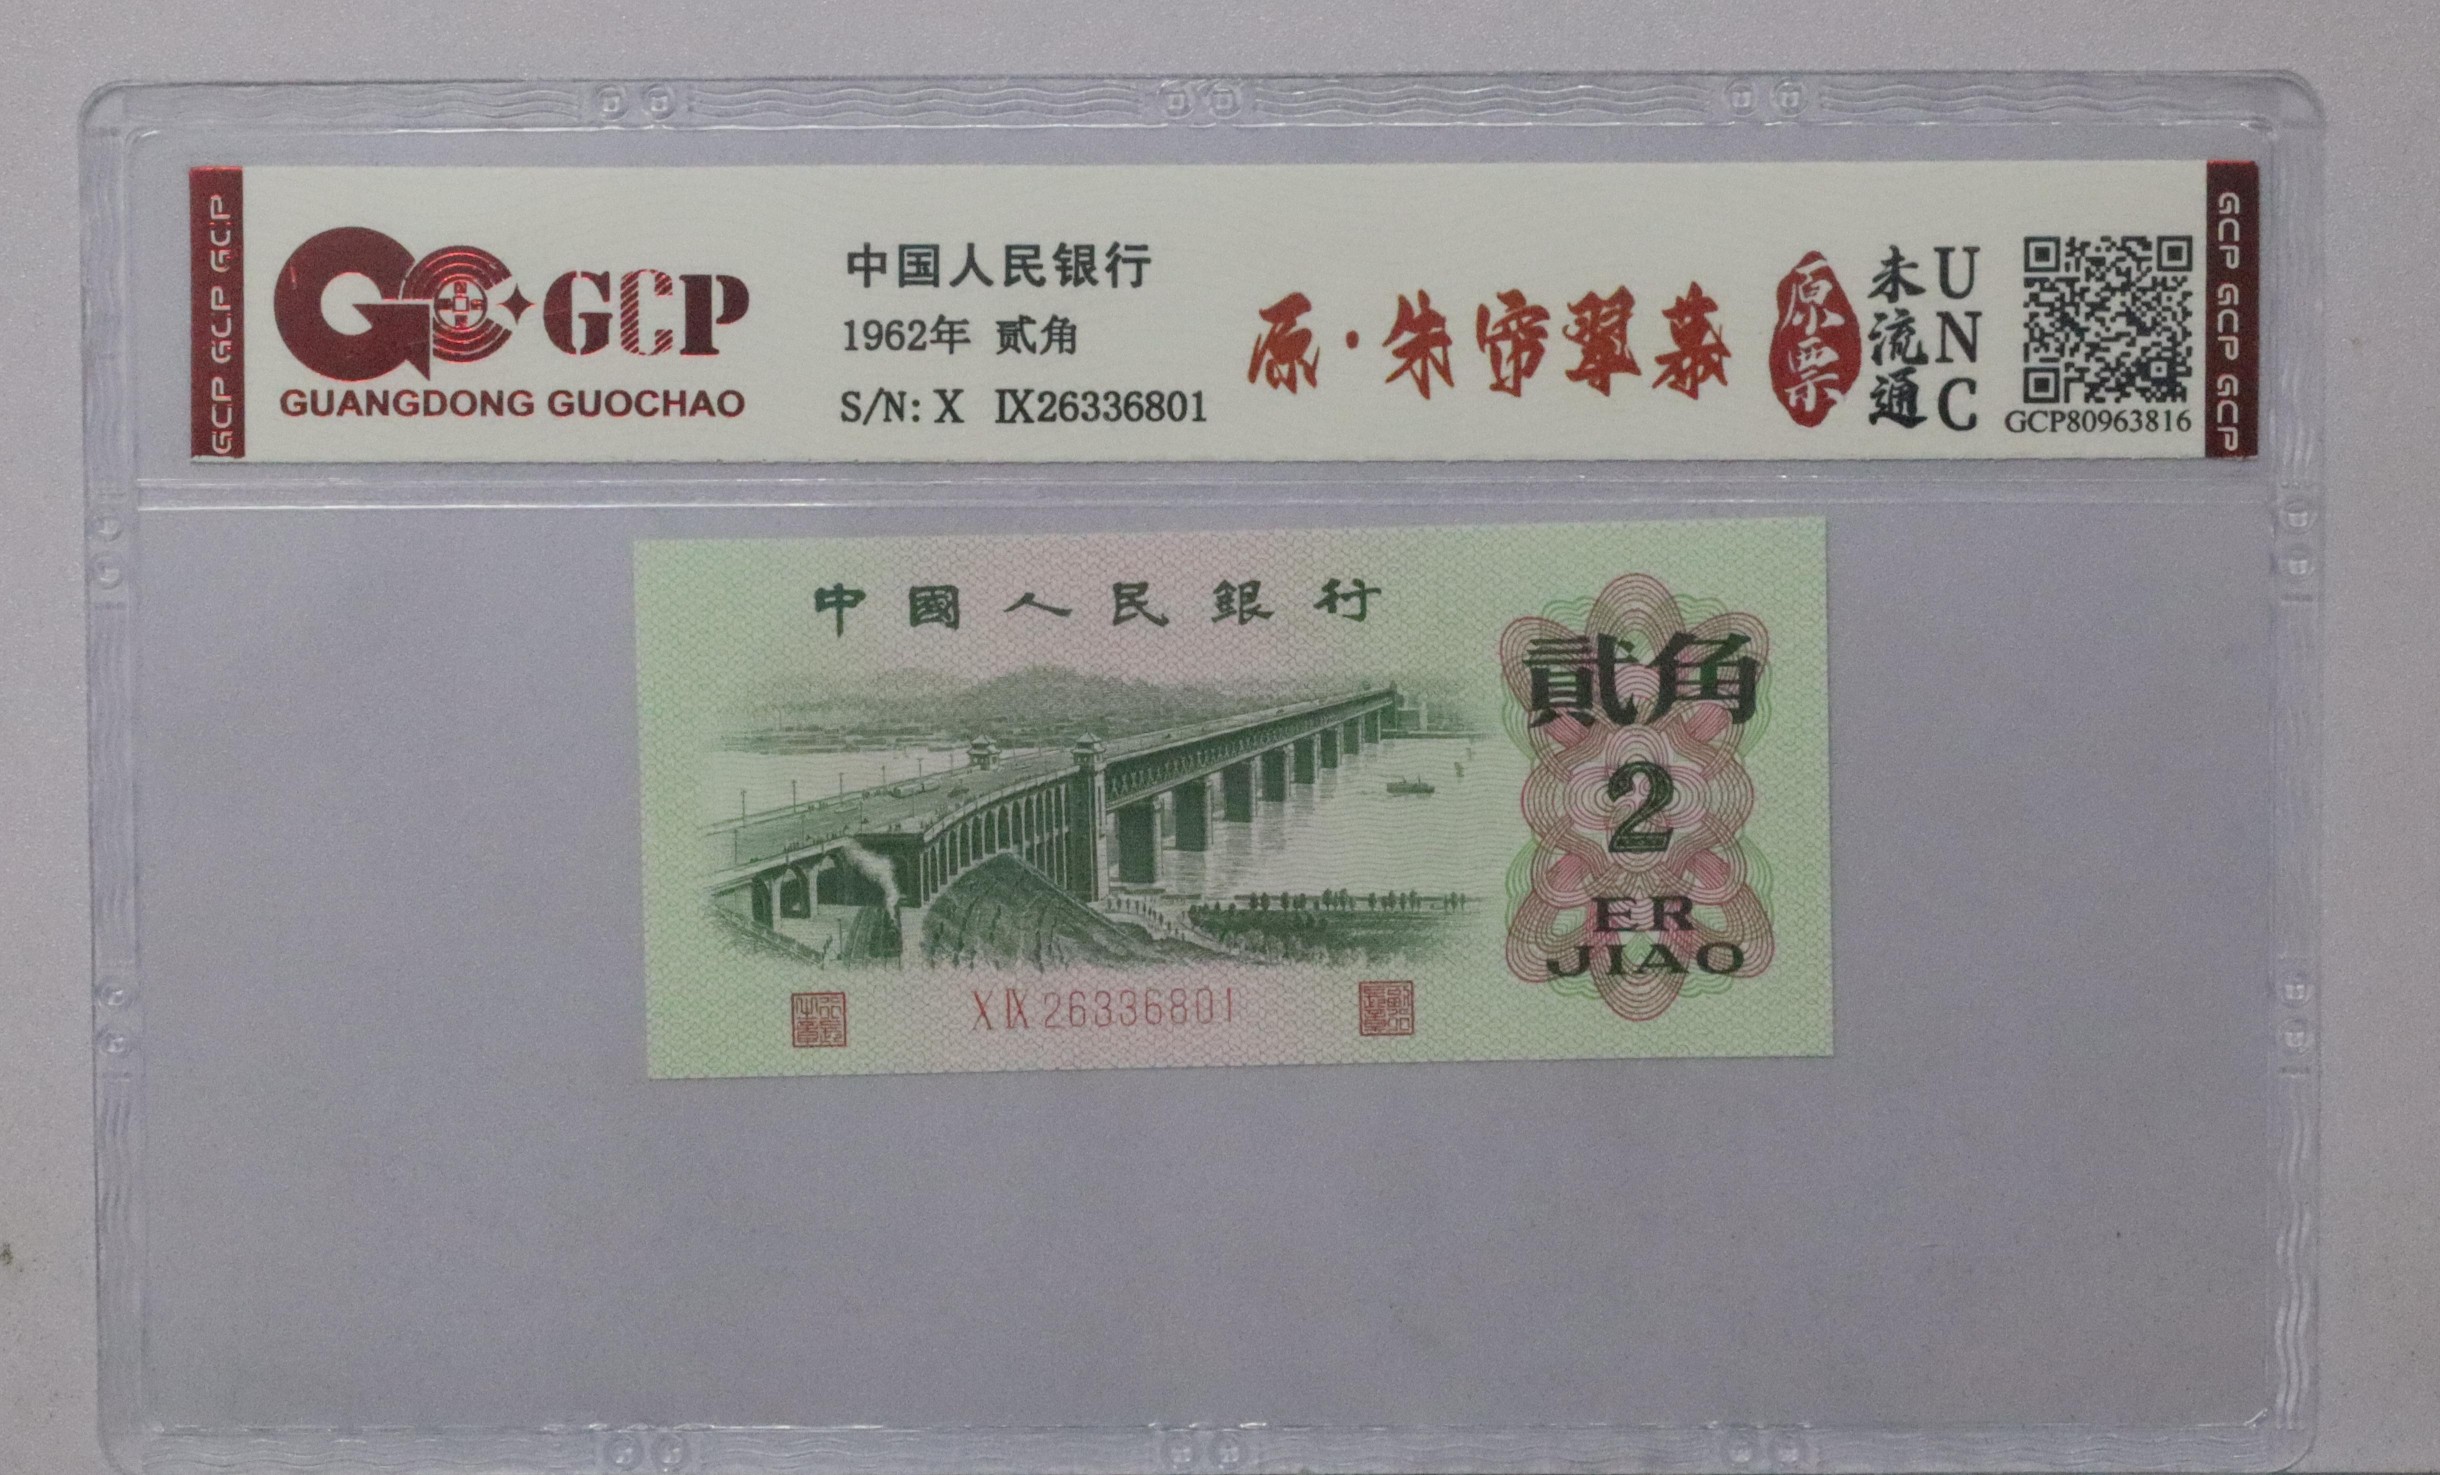 GCP GCP GCP
GCP
GUANGDONG GUOCHAO
中国人民银行
1962年 贰角
S/N: X IX26336801
原·朱帘翠幕
原票
未流通
UNC
GCP80963816
GCP GCP GCP
中國人民銀行
貳角
2
ER
JIAO
X IX 26336801